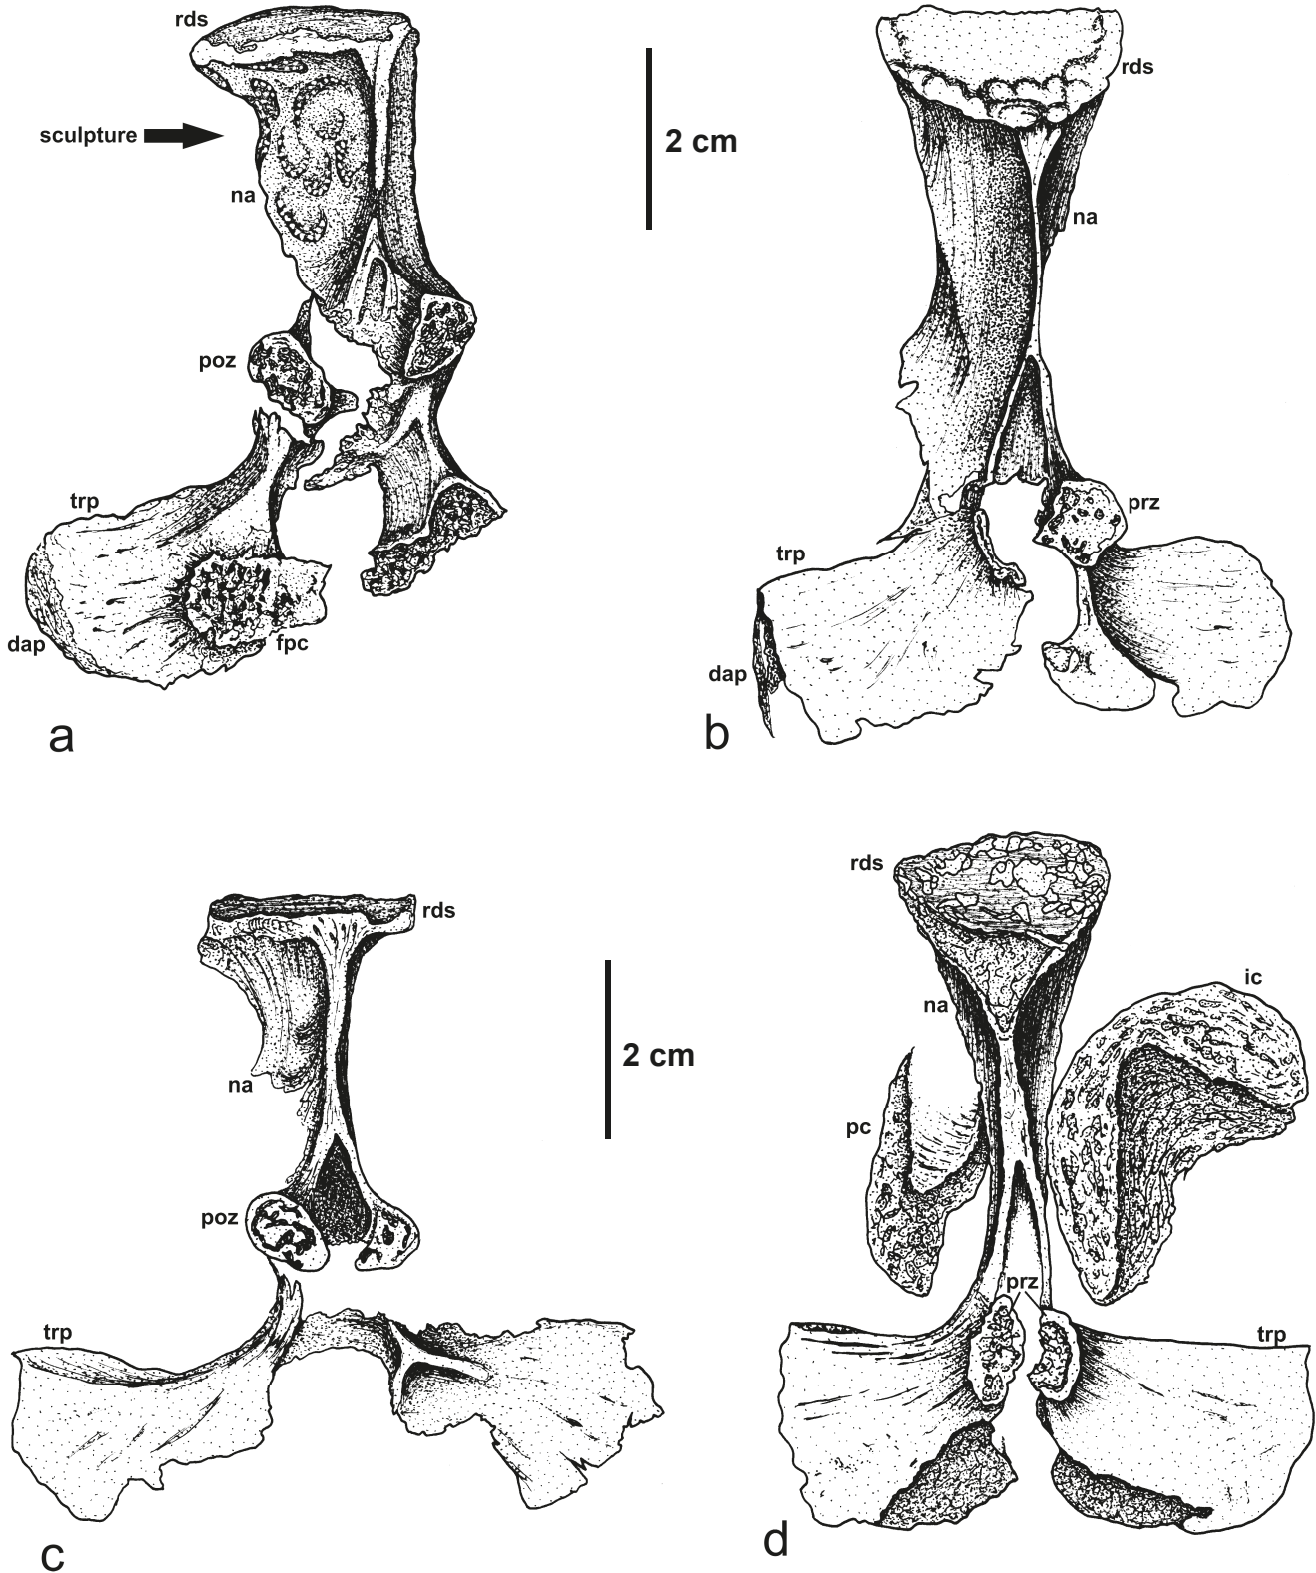 rds
sculpture
na
2 cm
poz
trp
dap
fpc
a
rds
na
prz
trp
dap
b
rds
na
2 cm
poz
trp
c
rds
na
ic
pc
prz
trp
d